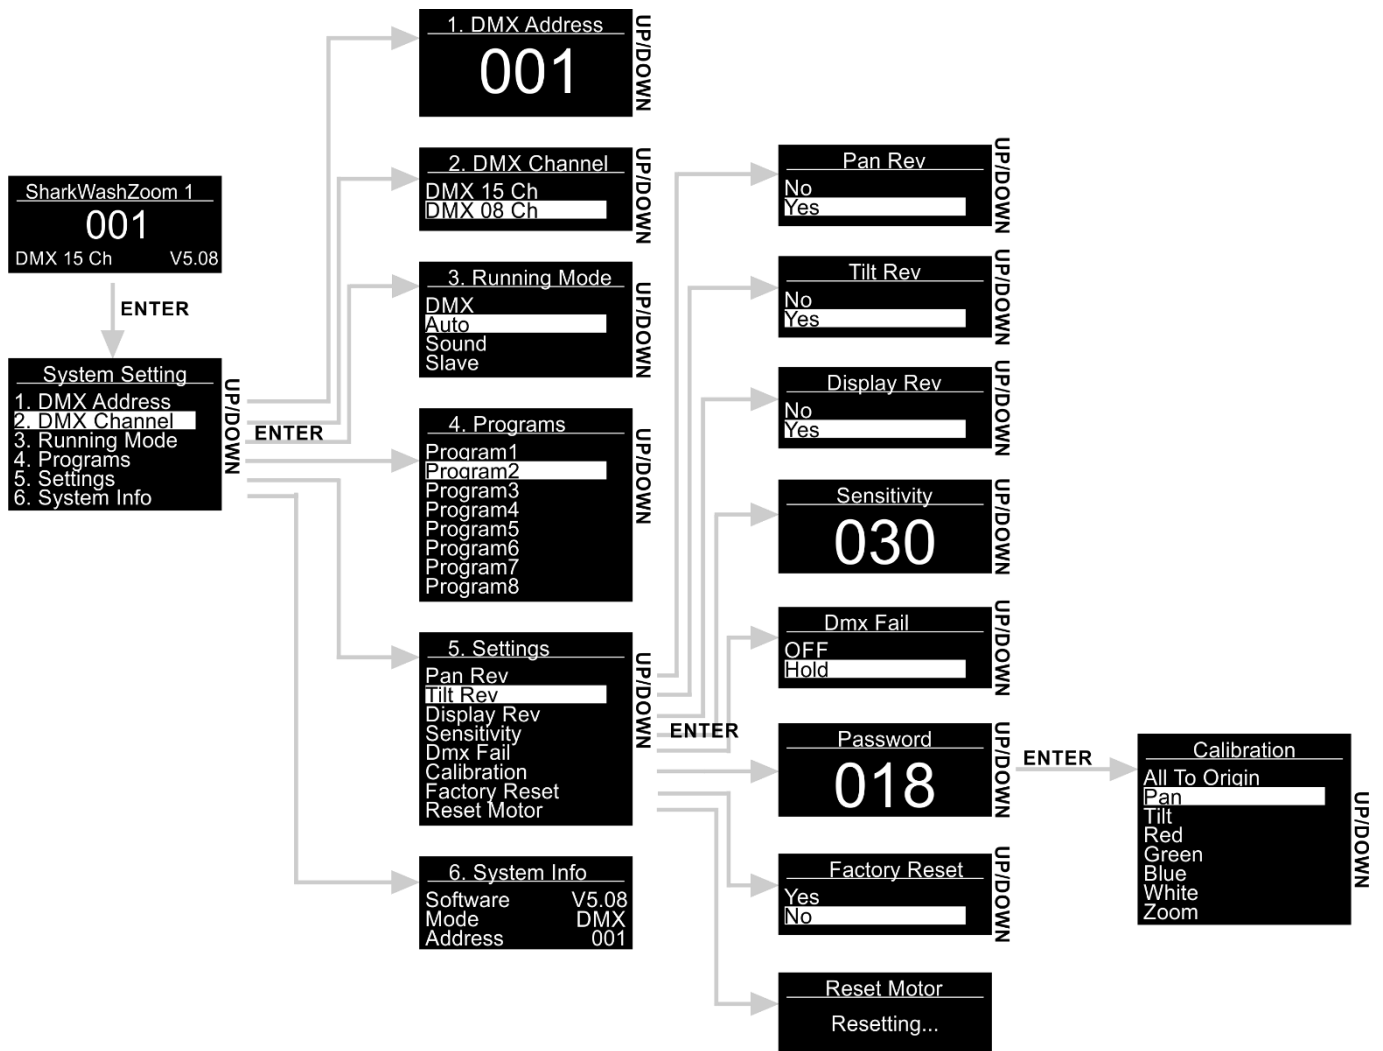 SharkWashZoom 1
001
DMX 15 Ch V5.08
ENTER
System Setting
1. DMX Address
2. DMX Channel
3. Running Mode
4. Programs
5. Settings
6. System Info
UP/DOWN
ENTER
1. DMX Address
001
UP/DOWN
2. DMX Channel
DMX 15 Ch
DMX 08 Ch
UP/DOWN
3. Running Mode
DMX
Auto
Sound
Slave
UP/DOWN
4. Programs
Program1
Program2
Program3
Program4
Program5
Program6
Program7
Program8
UP/DOWN
5. Settings
Pan Rev
Tilt Rev
Display Rev
Sensitivity
Dmx Fail
Calibration
Factory Reset
Reset Motor
UP/DOWN
ENTER
6. System Info
Software V5.08
Mode DMX
Address 001
Pan Rev
No
Yes
UP/DOWN
Tilt Rev
No
Yes
UP/DOWN
Display Rev
No
Yes
UP/DOWN
Sensitivity
030
UP/DOWN
Dmx Fail
OFF
Hold
UP/DOWN
Password
018
UP/DOWN
ENTER
Factory Reset
Yes
No
UP/DOWN
Reset Motor
Resetting...
Calibration
All To Origin
Pan
Tilt
Red
Green
Blue
White
Zoom
UP/DOWN